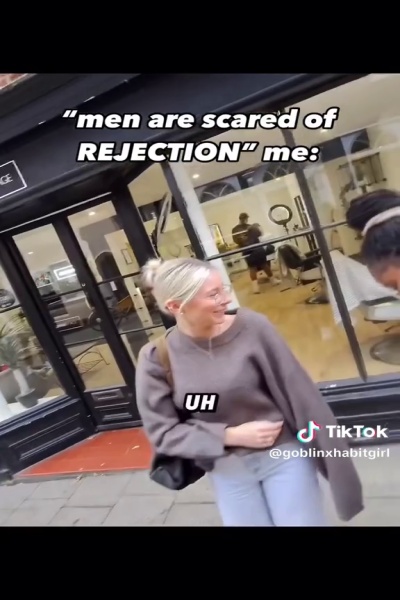 "men are scared of
REJECTION" me:
UH
TikTok
@goblinxhabitgirl